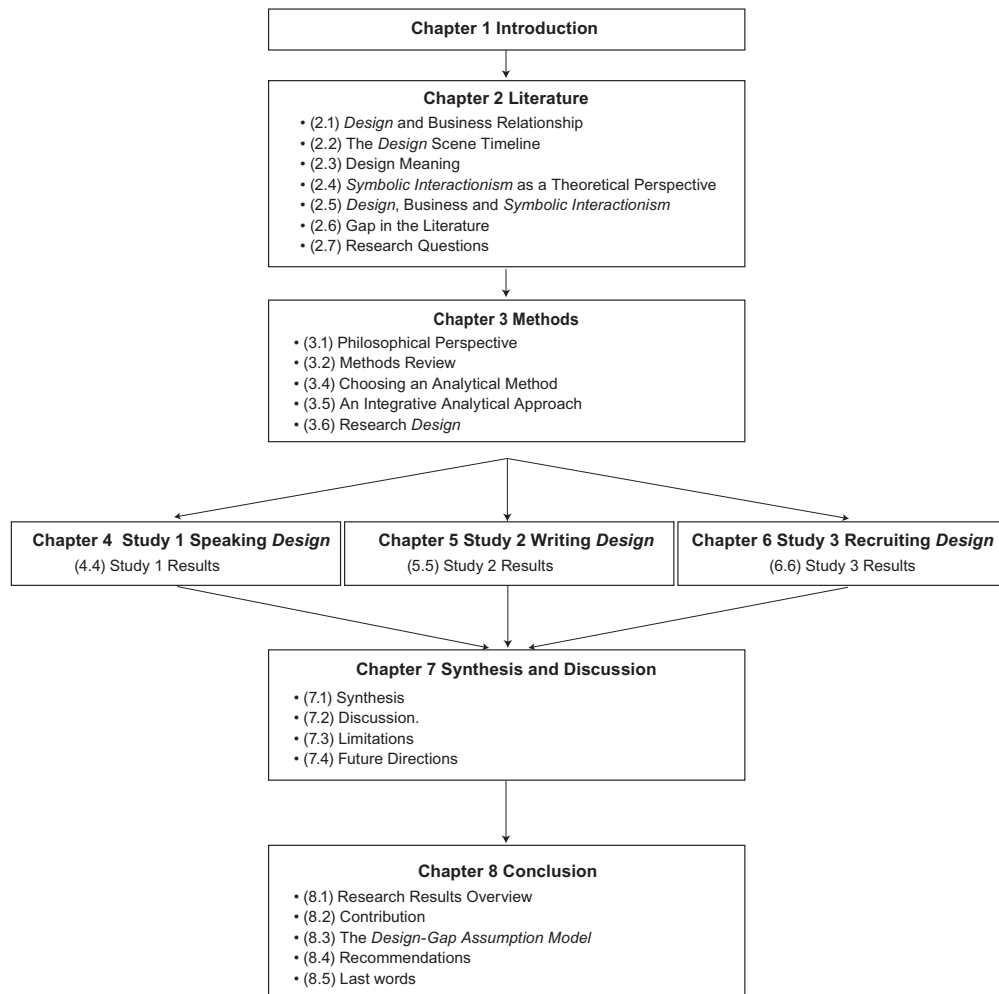 Chapter 1 Introduction
Chapter 2 Literature
• (2.1) Design and Business Relationship
• (2.2) The Design Scene Timeline
• (2.3) Design Meaning
• (2.4) Symbolic Interactionism as a Theoretical Perspective
• (2.5) Design, Business and Symbolic Interactionism
• (2.6) Gap in the Literature
• (2.7) Research Questions
Chapter 3 Methods
• (3.1) Philosophical Perspective
• (3.2) Methods Review
• (3.4) Choosing an Analytical Method
• (3.5) An Integrative Analytical Approach
• (3.6) Research Design
Chapter 4 Study 1 Speaking Design
(4.4) Study 1 Results
Chapter 5 Study 2 Writing Design
(5.5) Study 2 Results
Chapter 6 Study 3 Recruiting Design
(6.6) Study 3 Results
Chapter 7 Synthesis and Discussion
• (7.1) Synthesis
• (7.2) Discussion.
• (7.3) Limitations
• (7.4) Future Directions
Chapter 8 Conclusion
• (8.1) Research Results Overview
• (8.2) Contribution
• (8.3) The Design-Gap Assumption Model
• (8.4) Recommendations
• (8.5) Last words